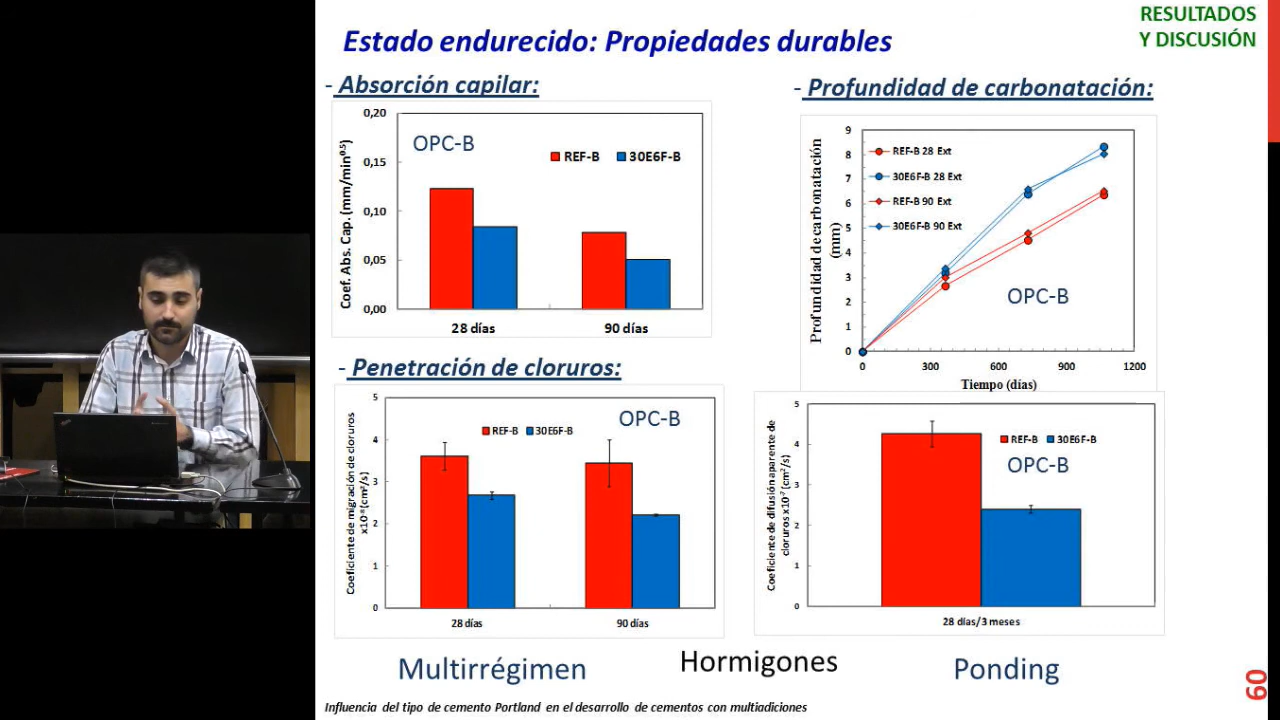 RESULTADOS
Y DISCUSIÓN
Estado endurecido: Propiedades durables
- Absorción capilar:
Coef. Abs. Cap. (mm/min⁰·⁵)
0,20
0,15
0,10
0,05
0,00
OPC-B
REF-B
30E6F-B
28 días
90 días
- Profundidad de carbonatación:
Profundidad de carbonatación
(mm)
9
8
7
6
5
4
3
2
1
0
REF-B 28 Ext
30E6F-B 28 Ext
REF-B 90 Ext
30E6F-B 90 Ext
OPC-B
0
300
600
900
1200
Tiempo (días)
- Penetración de cloruros:
Coeficiente de migración de cloruros
x10⁻⁸ (cm²/s)
5
4
3
2
1
0
OPC-B
REF-B
30E6F-B
28 días
90 días
Coeficiente de difusión aparente de
cloruros x10⁻⁷ (cm²/s)
5
4
3
2
1
0
REF-B
30E6F-B
OPC-B
28 días/3 meses
Multirrégimen
Hormigones
Ponding
Influencia del tipo de cemento Portland en el desarrollo de cementos con multiadiciones
60